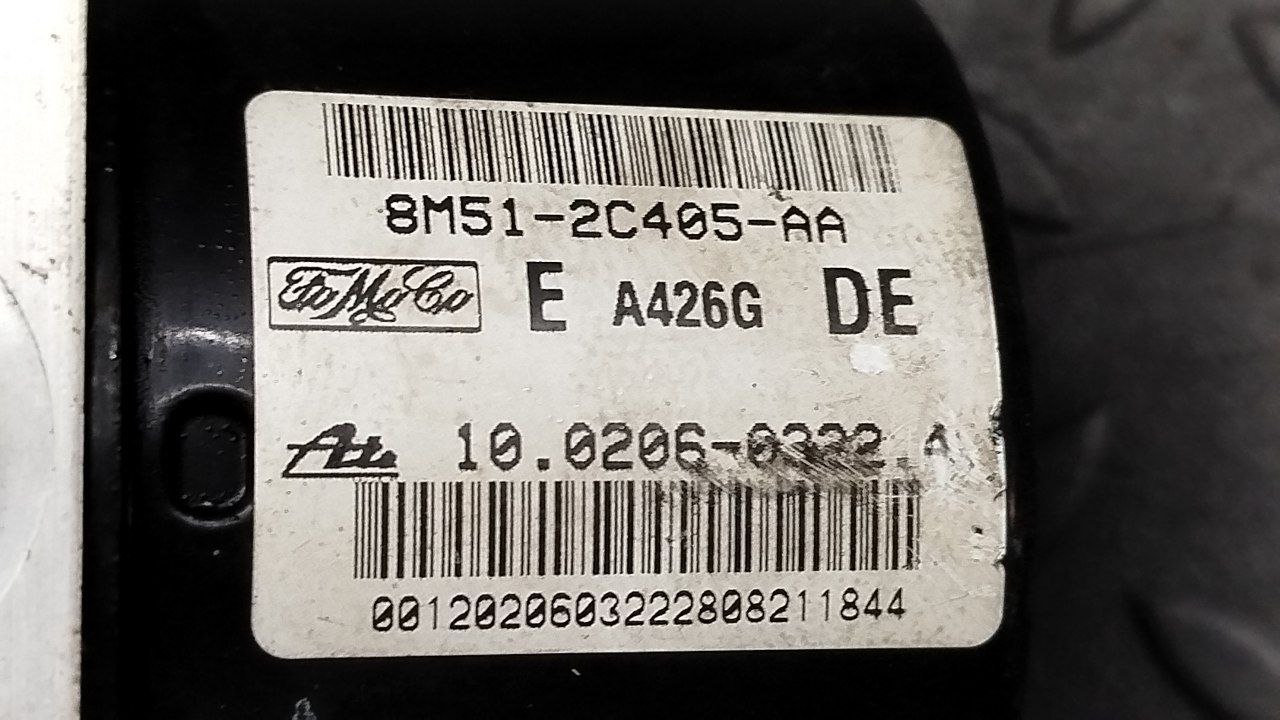 8M51-2C405-AA
FoMoCo E A426G DE
Ate 10.0206-0322.4
0012020603222808211844